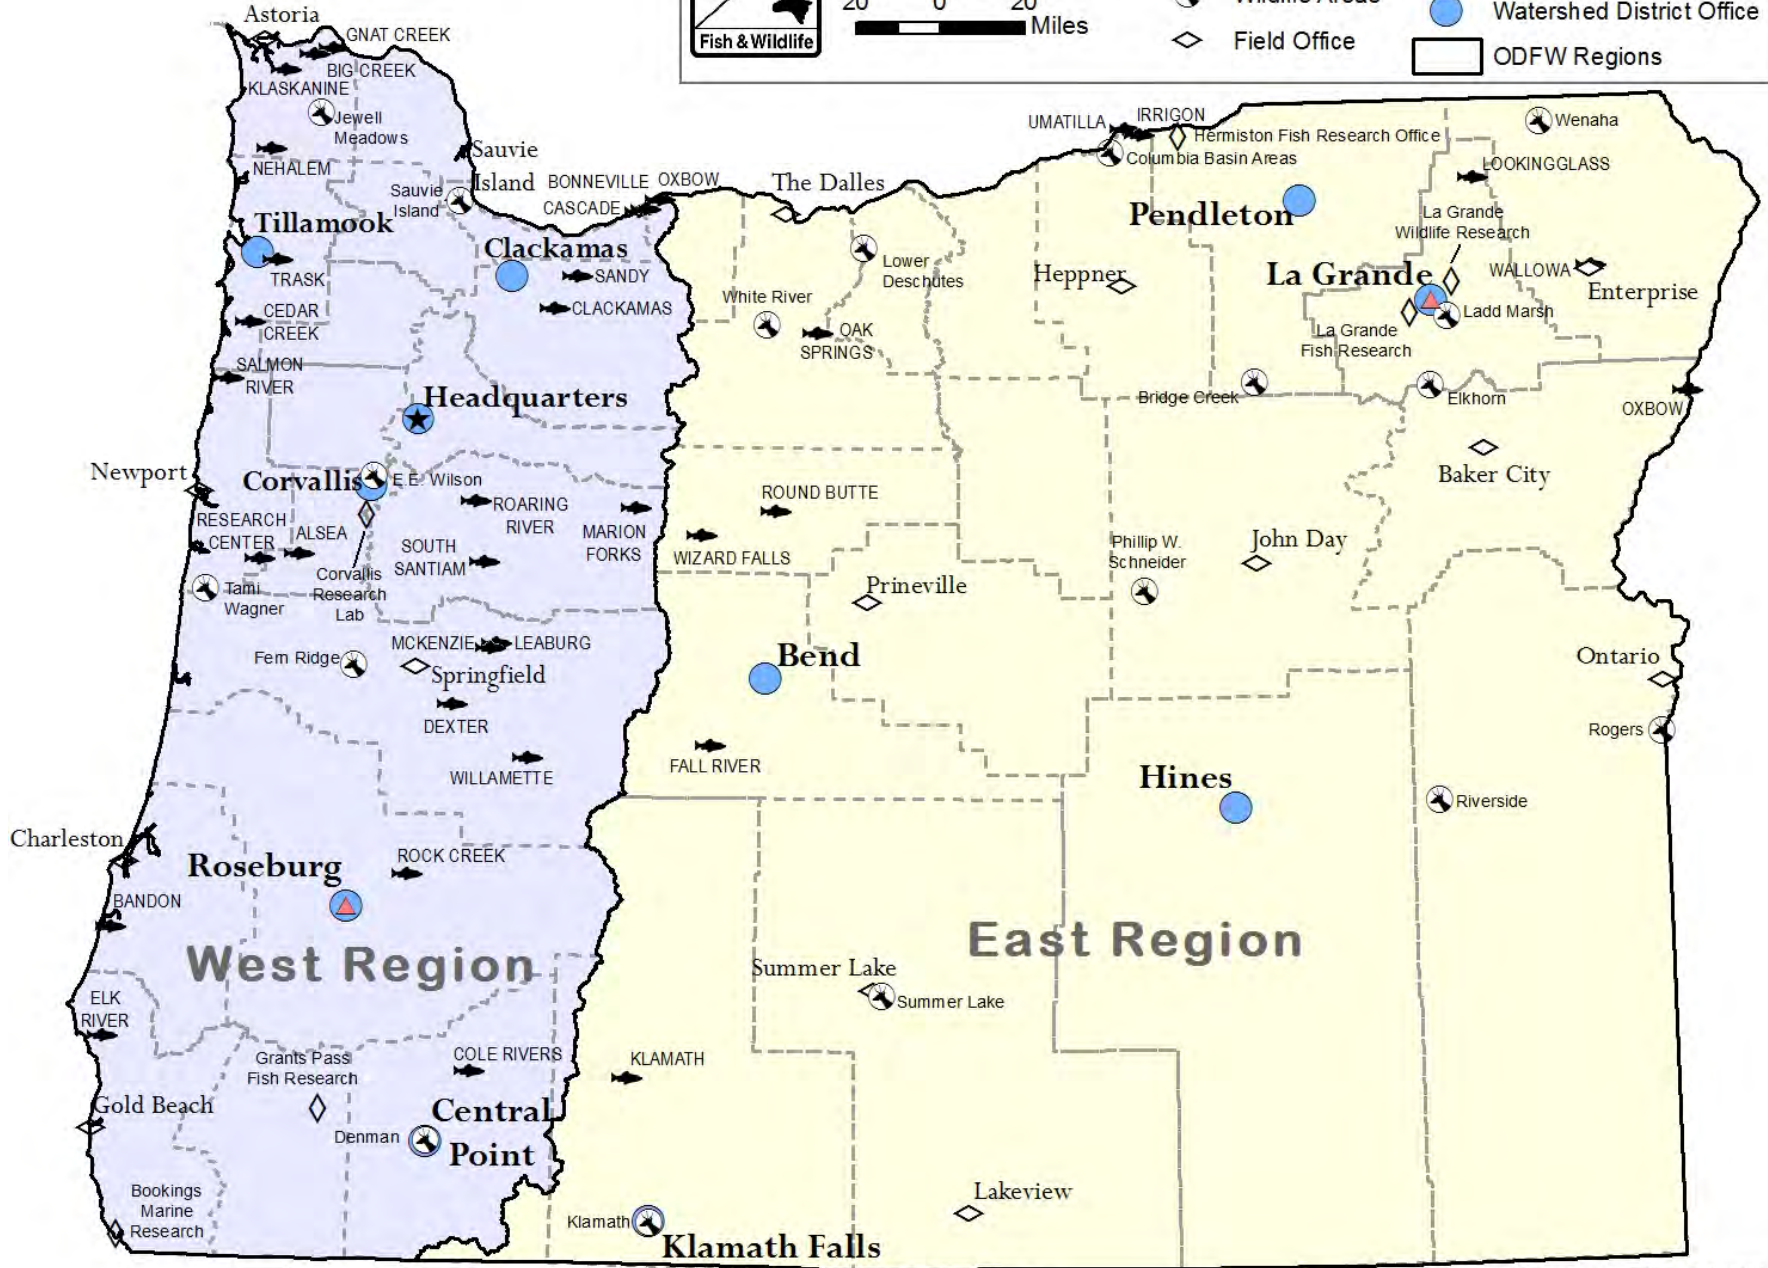 Astoria
GNAT CREEK
BIG CREEK
KLASKANINE
Jewell
Meadows
NEHALEM
Sauvie
Island
Sauvie
Island
BONNEVILLE
OXBOW
CASCADE
Tillamook
TRASK
Clackamas
SANDY
CLACKAMAS
CEDAR
CREEK
SALMON
RIVER
Headquarters
Newport
Corvallis
E.E. Wilson
RESEARCH
CENTER
ALSEA
ROARING
RIVER
MARION
FORKS
SOUTH
SANTIAM
Corvallis
Research
Lab
Tami
Wagner
MCKENZIE
LEABURG
Fern Ridge
Springfield
DEXTER
WILLAMETTE
Charleston
Roseburg
ROCK CREEK
BANDON
West Region
ELK
RIVER
Grants Pass
Fish Research
COLE RIVERS
Gold Beach
Central
Point
Denman
Bookings
Marine
Research
Fish & Wildlife
20 0 20
Miles
Field Office
Watershed District Office
ODFW Regions
UMATILLA
IRRIGON
Hermiston Fish Research Office
Columbia Basin Areas
Wenaha
LOOKINGGLASS
The Dalles
Pendleton
La Grande
Wildlife Research
Lower
Deschutes
Heppner
La Grande
WALLOWA
Enterprise
White River
OAK
SPRINGS
Ladd Marsh
La Grande
Fish Research
Bridge Creek
Elkhorn
OXBOW
Baker City
ROUND BUTTE
WIZARD FALLS
Phillip W.
Schneider
John Day
Prineville
Bend
Ontario
Rogers
FALL RIVER
Hines
Riverside
East Region
Summer Lake
Summer Lake
KLAMATH
Lakeview
Klamath
Klamath Falls